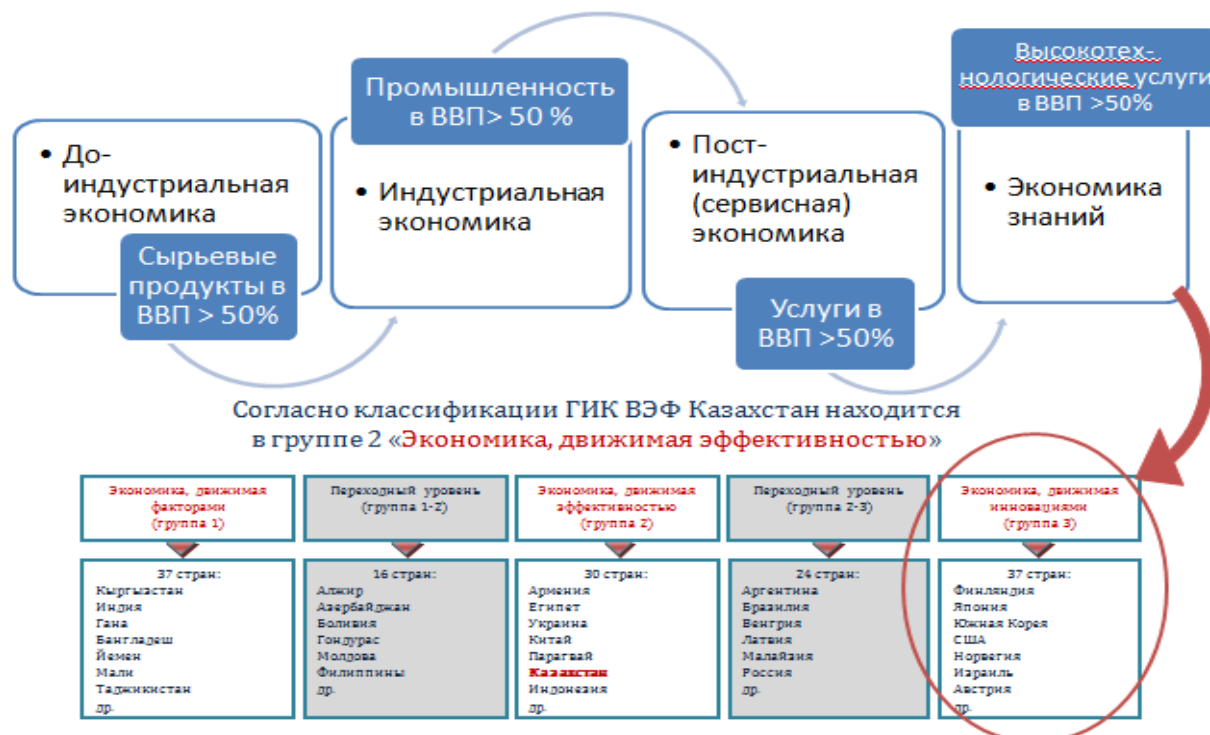 • До-
индустриальная
экономика
Сырьевые
продукты в
ВВП > 50%
Промышленность
в ВВП> 50 %
• Индустриальная
экономика
• Пост-
индустриальная
(сервисная)
экономика
Услуги в
ВВП >50%
Высокотех-
нологические услуги
в ВВП >50%
• Экономика
знаний
Согласно классификации ГИК ВЭФ Казахстан находится
в группе 2 «Экономика, движимая эффективностью»
Экономика, движимая
факторами
(группа 1)
37 стран:
Кыргызстан
Индия
Гана
Бангладеш
Йемен
Мали
Таджикистан
др.
Переходный уровень
(группа 1-2)
16 стран:
Алжир
Азербайджан
Боливия
Гондурас
Молдова
Филиппины
др.
Экономика, движимая
эффективностью
(группа 2)
30 стран:
Армения
Египет
Украина
Китай
Парагвай
Казахстан
Индонезия
др.
Переходный уровень
(группа 2-3)
24 стран:
Аргентина
Бразилия
Венгрия
Латвия
Малайзия
Россия
др.
Экономика, движимая
инновациями
(группа 3)
37 стран:
Финляндия
Япония
Южная Корея
США
Норвегия
Израиль
Австрия
др.